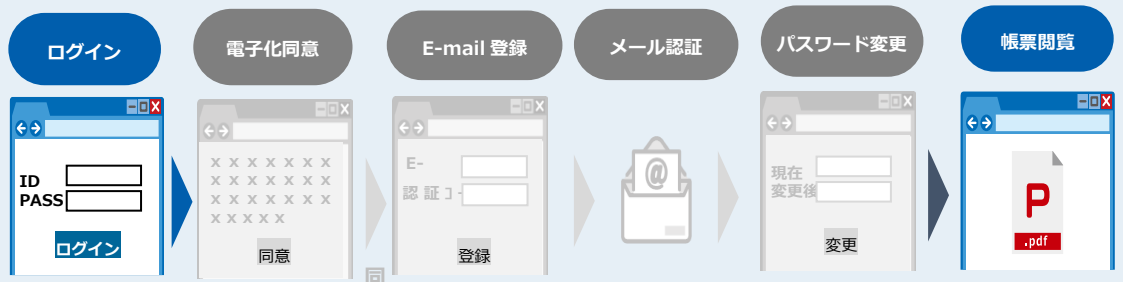 ログイン
電子化同意
E-mail 登録
メール認証
パスワード変更
帳票閲覧
ID
PASS
ログイン
x x x x x x x
x x x x x x x
x x x x x x x
x x x x x
同意
同
E-
認 証 コ-
登録
@
現在
変更後
変更
P
.pdf